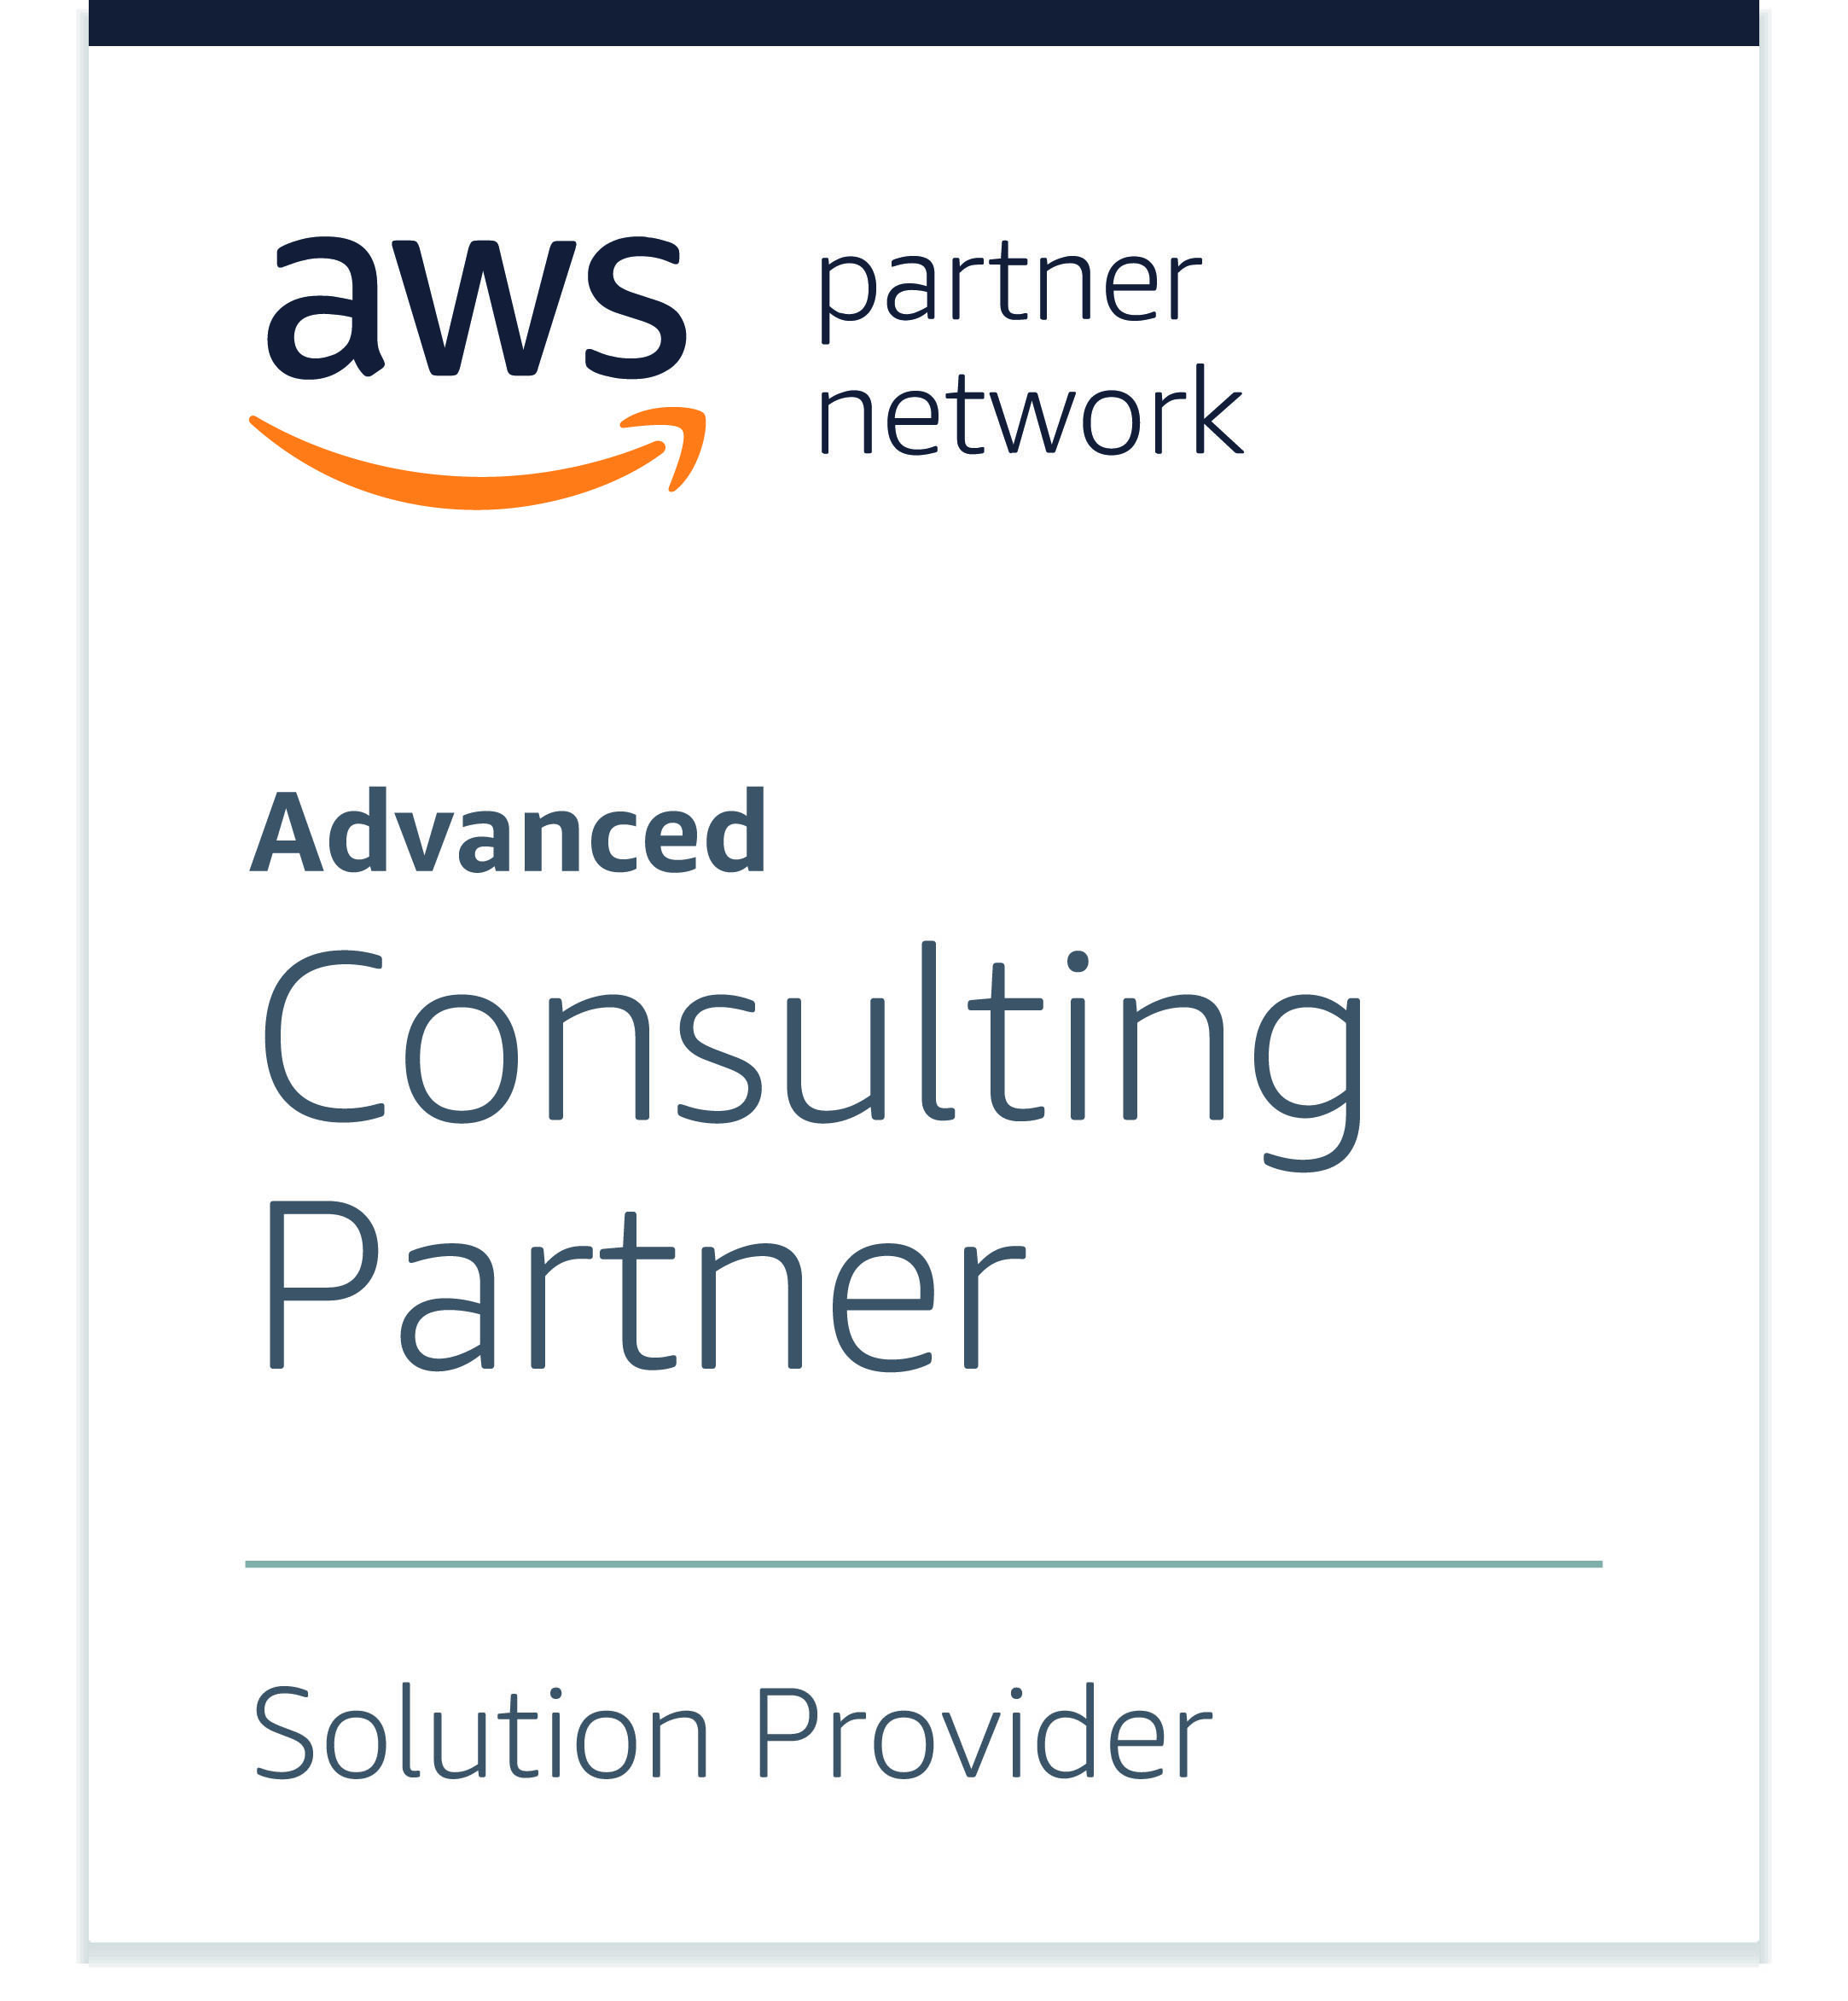 aws
partner
network
Advanced
Consulting
Partner
Solution Provider